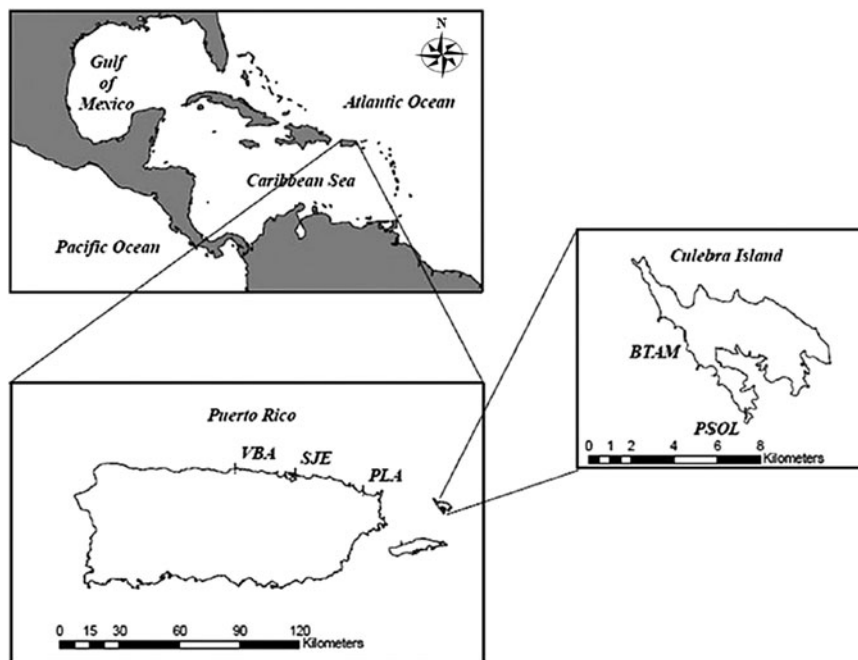 N
Gulf
of
Mexico
Atlantic Ocean
Caribbean Sea
Pacific Ocean
Culebra Island
BTAM
PSOL
0 1 2 4 6 8
Kilometers
Puerto Rico
VBA
SJE
PLA
0 15 30 60 90 120
Kilometers